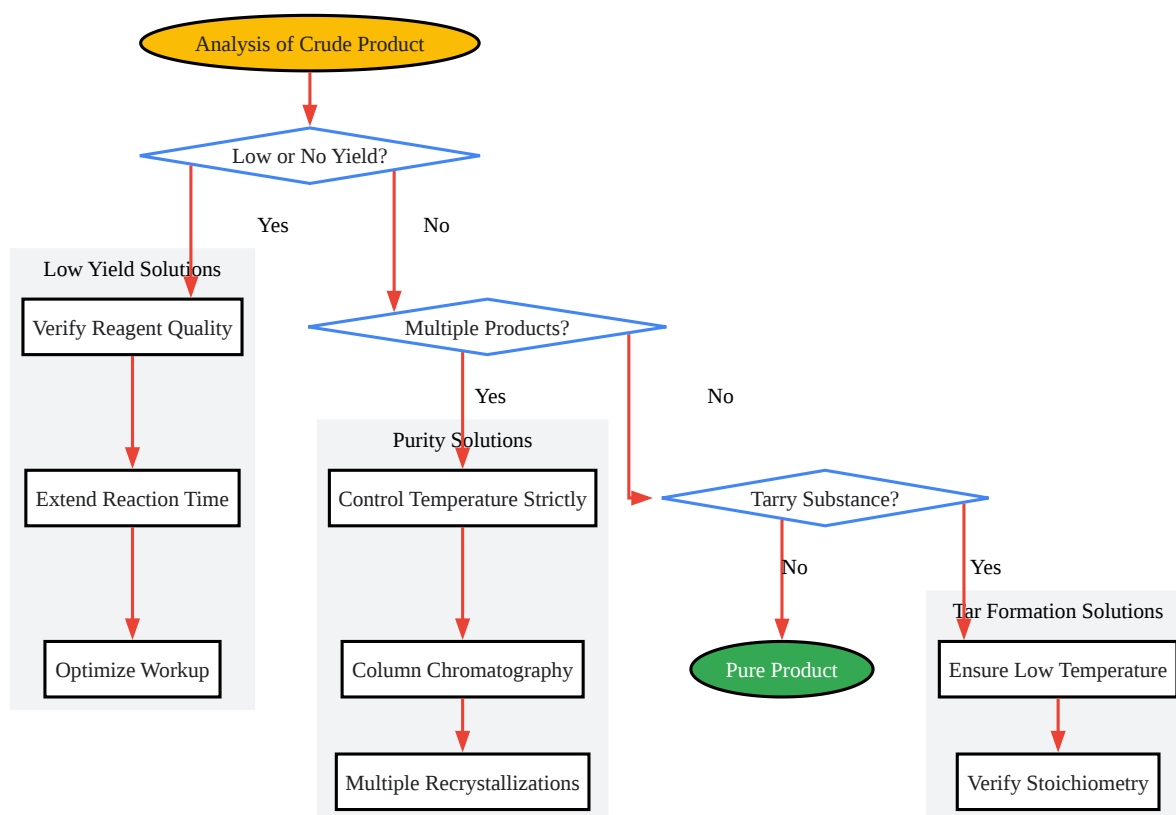 Analysis of Crude Product
Low or No Yield?
Yes
No
Low Yield Solutions
Verify Reagent Quality
Multiple Products?
Yes
No
Purity Solutions
Extend Reaction Time
Control Temperature Strictly
Tarry Substance?
No
Yes
Tar Formation Solutions
Optimize Workup
Column Chromatography
Pure Product
Ensure Low Temperature
Multiple Recrystallizations
Verify Stoichiometry